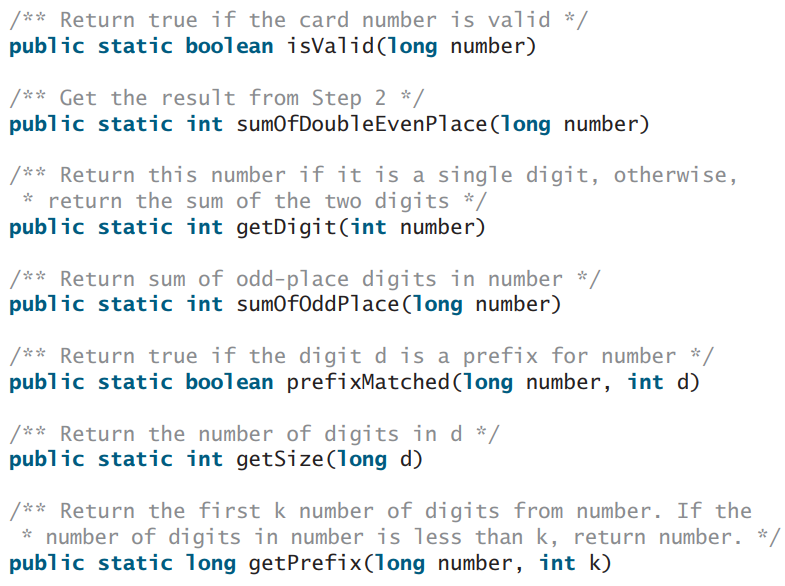 /** Return true if the card number is valid */
public static boolean isValid(long number)
/** Get the result from Step 2 */
public static int sumOfDoubleEvenPlace(long number)
/** Return this number if it is a single digit, otherwise,
 * return the sum of the two digits */
public static int getDigit(int number)
/** Return sum of odd-place digits in number */
public static int sumOfOddPlace(long number)
/** Return true if the digit d is a prefix for number */
public static boolean prefixMatched(long number, int d)
/** Return the number of digits in d */
public static int getSize(long d)
/** Return the first k number of digits from number. If the
 * number of digits in number is less than k, return number. */
public static long getPrefix(long number, int k)